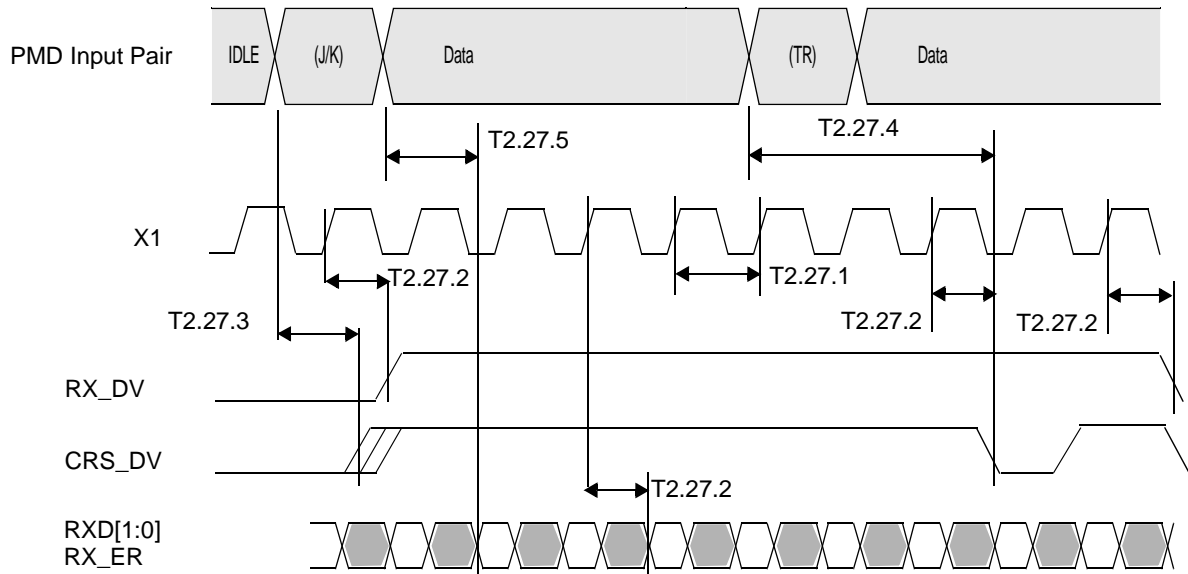 PMD Input Pair
IDLE
(J/K)
Data
(TR)
Data
T2.27.5
T2.27.4
X1
T2.27.2
T2.27.1
T2.27.3
T2.27.2
T2.27.2
RX_DV
CRS_DV
T2.27.2
RXD[1:0]
RX_ER